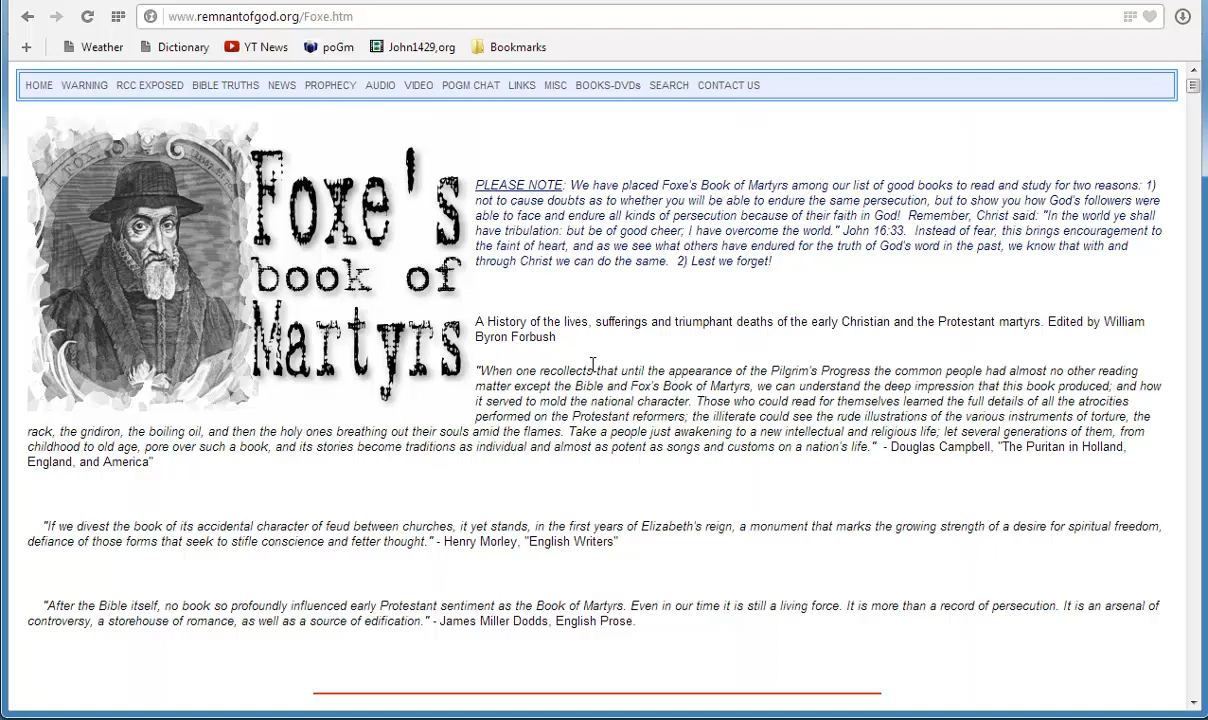 www.remnantofgod.org/Foxe.htm
Weather Dictionary YT News poGm John1429,org Bookmarks
HOME WARNING RCC EXPOSED BIBLE TRUTHS NEWS PROPHECY AUDIO VIDEO POGM CHAT LINKS MISC BOOKS-DVDs SEARCH CONTACT US
Foxe's
book of
Martyrs
PLEASE NOTE: We have placed Foxe's Book of Martyrs among our list of good books to read and study for two reasons: 1)
not to cause doubts as to whether you will be able to endure the same persecution, but to show you how God's followers were
able to face and endure all kinds of persecution because of their faith in God! Remember, Christ said: "In the world ye shall
have tribulation: but be of good cheer; I have overcome the world." John 16:33. Instead of fear, this brings encouragement to
the faint of heart, and as we see what others have endured for the truth of God's word in the past, we know that with and
through Christ we can do the same. 2) Lest we forget!
A History of the lives, sufferings and triumphant deaths of the early Christian and the Protestant martyrs. Edited by William
Byron Forbush
"When one recollects that until the appearance of the Pilgrim's Progress the common people had almost no other reading
matter except the Bible and Fox's Book of Martyrs, we can understand the deep impression that this book produced; and how
it served to mold the national character. Those who could read for themselves learned the full details of all the atrocities
performed on the Protestant reformers; the illiterate could see the rude illustrations of the various instruments of torture, the
rack, the gridiron, the boiling oil, and then the holy ones breathing out their souls amid the flames. Take a people just awakening to a new intellectual and religious life; let several generations of them, from
childhood to old age, pore over such a book, and its stories become traditions as individual and almost as potent as songs and customs on a nation's life." - Douglas Campbell, "The Puritan in Holland,
England, and America"
"If we divest the book of its accidental character of feud between churches, it yet stands, in the first years of Elizabeth's reign, a monument that marks the growing strength of a desire for spiritual freedom,
defiance of those forms that seek to stifle conscience and fetter thought." - Henry Morley, "English Writers"
"After the Bible itself, no book so profoundly influenced early Protestant sentiment as the Book of Martyrs. Even in our time it is still a living force. It is more than a record of persecution. It is an arsenal of
controversy, a storehouse of romance, as well as a source of edification." - James Miller Dodds, English Prose.